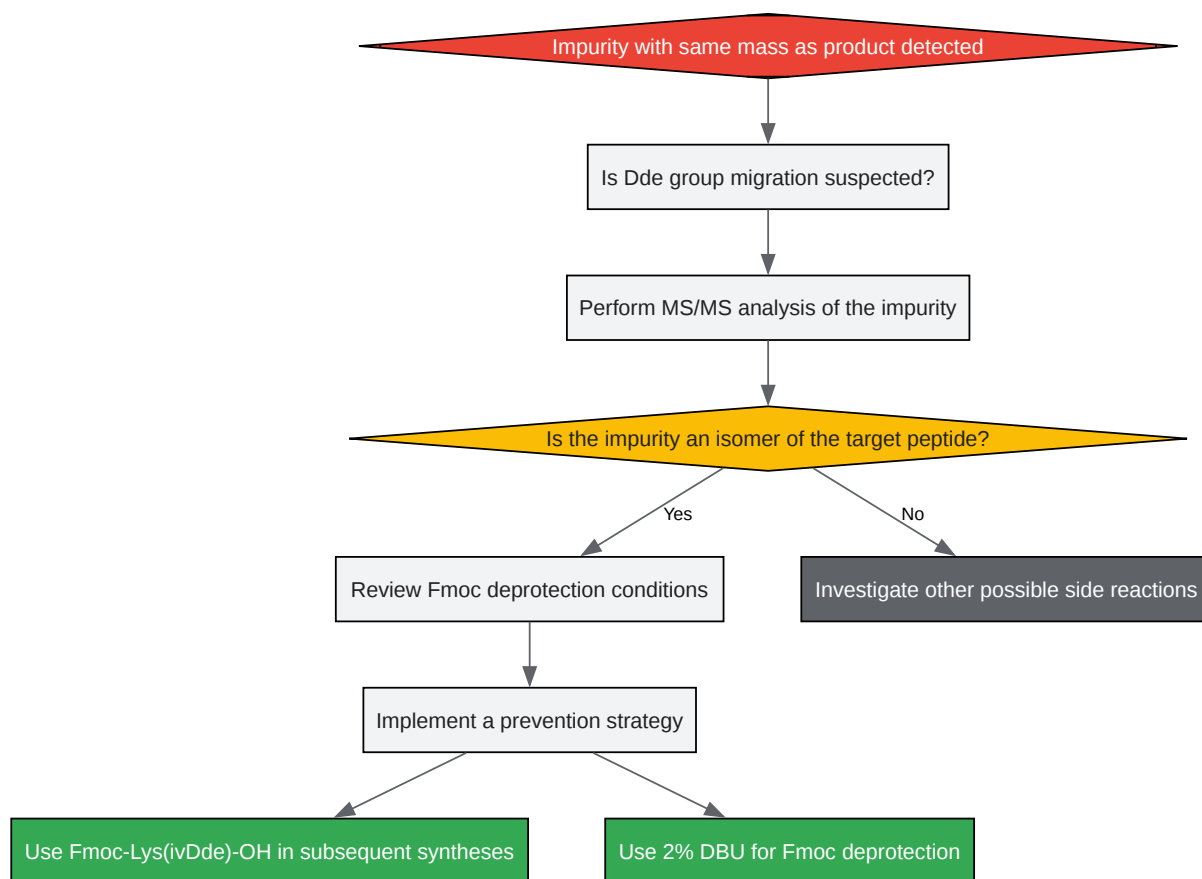 Impurity with same mass as product detected
Is Dde group migration suspected?
Perform MS/MS analysis of the impurity
Is the impurity an isomer of the target peptide?
Yes
No
Review Fmoc deprotection conditions
Investigate other possible side reactions
Implement a prevention strategy
Use Fmoc-Lys(ivDde)-OH in subsequent syntheses
Use 2% DBU for Fmoc deprotection